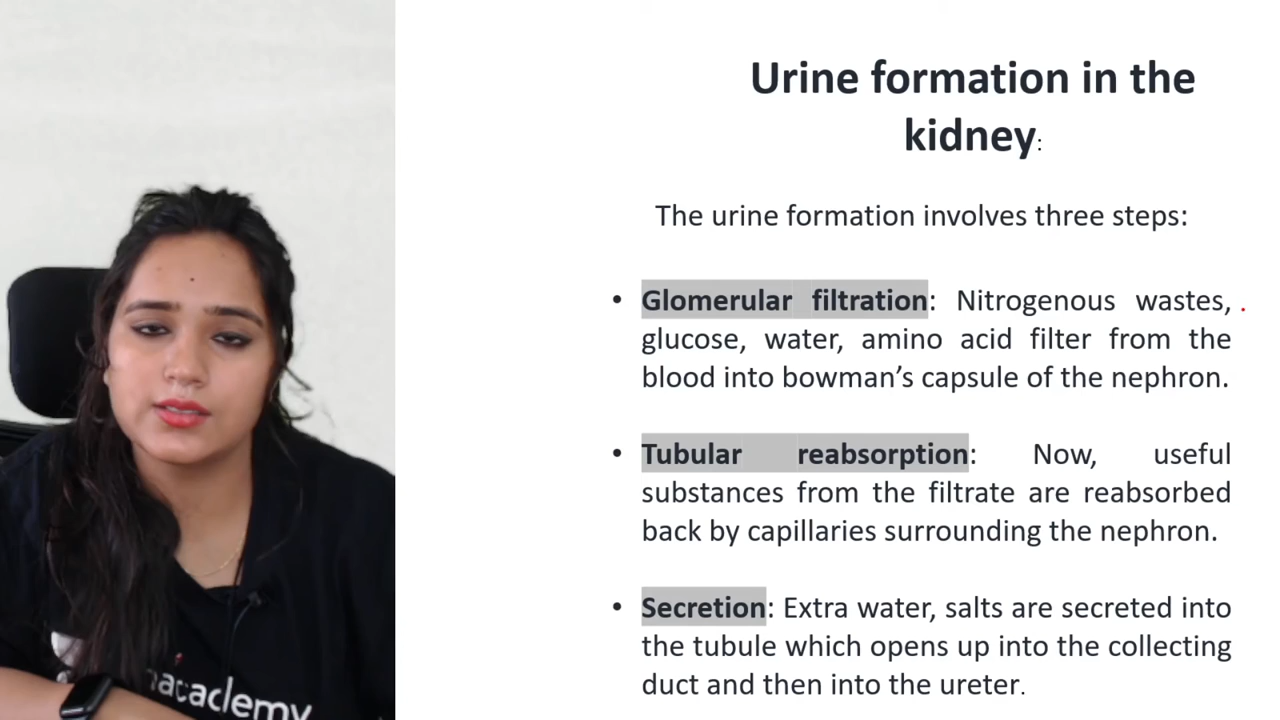 Urine formation in the
kidney:
The urine formation involves three steps:
• Glomerular filtration: Nitrogenous wastes,
glucose, water, amino acid filter from the
blood into bowman’s capsule of the nephron.
• Tubular reabsorption: Now, useful
substances from the filtrate are reabsorbed
back by capillaries surrounding the nephron.
• Secretion: Extra water, salts are secreted into
the tubule which opens up into the collecting
duct and then into the ureter.